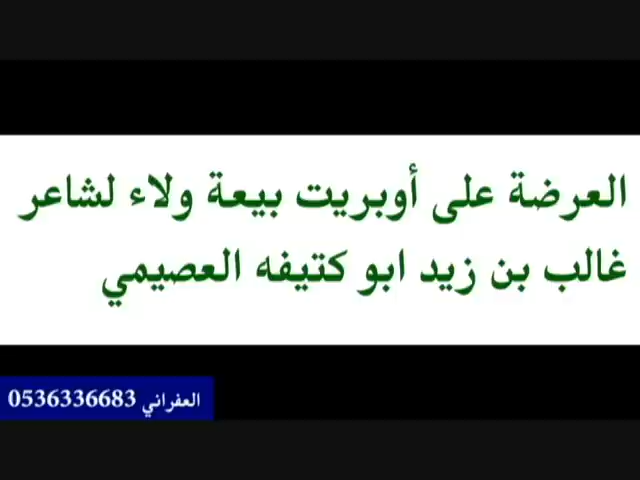 العرضة على أوبريت بيعة ولاء لشاعر
غالب بن زيد ابو كتيفه العصيمي
العفراني 0536336683